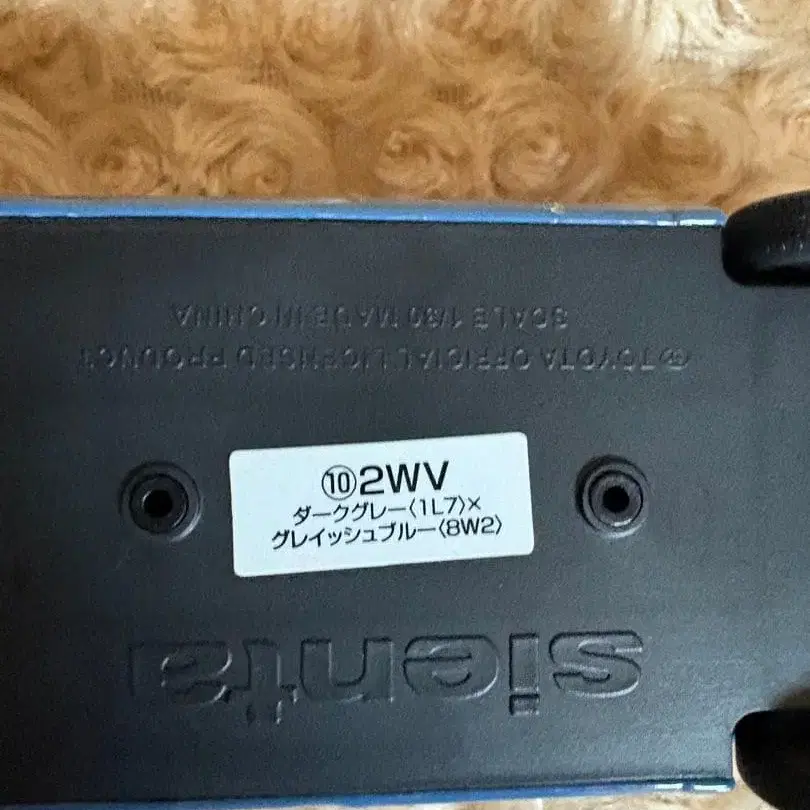 SCALE 1/30 MADE IN CHINA
Ⓒ TOYOTA OFFICIAL LICENSED PRODUCT
⑩2WV
ダークグレー〈1L7〉×
グレイッシュブルー〈8W2〉
sienta